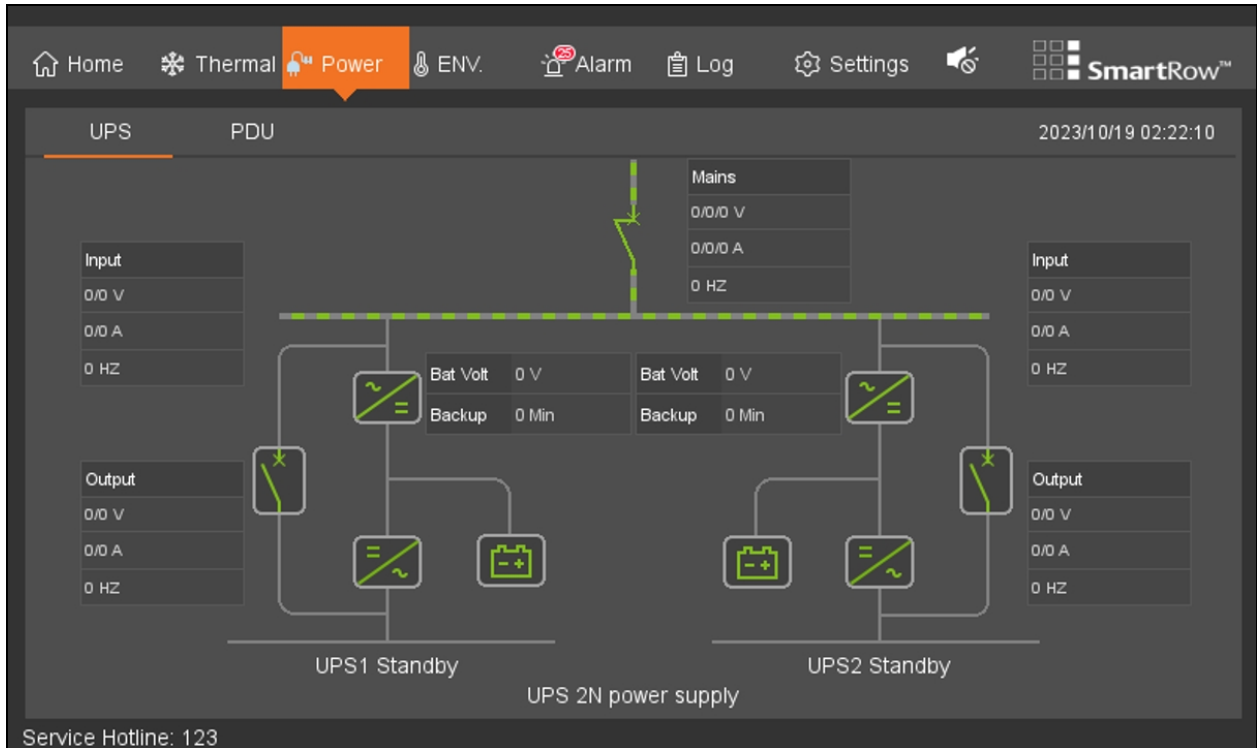 Home Thermal Power ENV. 25 Alarm Log Settings SmartRow™
UPS PDU 2023/10/19 02:22:10
Mains
0/0/0 V
0/0/0 A
0 HZ
Input
0/0 V
0/0 A
0 HZ
Input
0/0 V
0/0 A
0 HZ
Bat Volt 0 V
Backup 0 Min
Bat Volt 0 V
Backup 0 Min
Output
0/0 V
0/0 A
0 HZ
Output
0/0 V
0/0 A
0 HZ
UPS1 Standby
UPS2 Standby
UPS 2N power supply
Service Hotline: 123